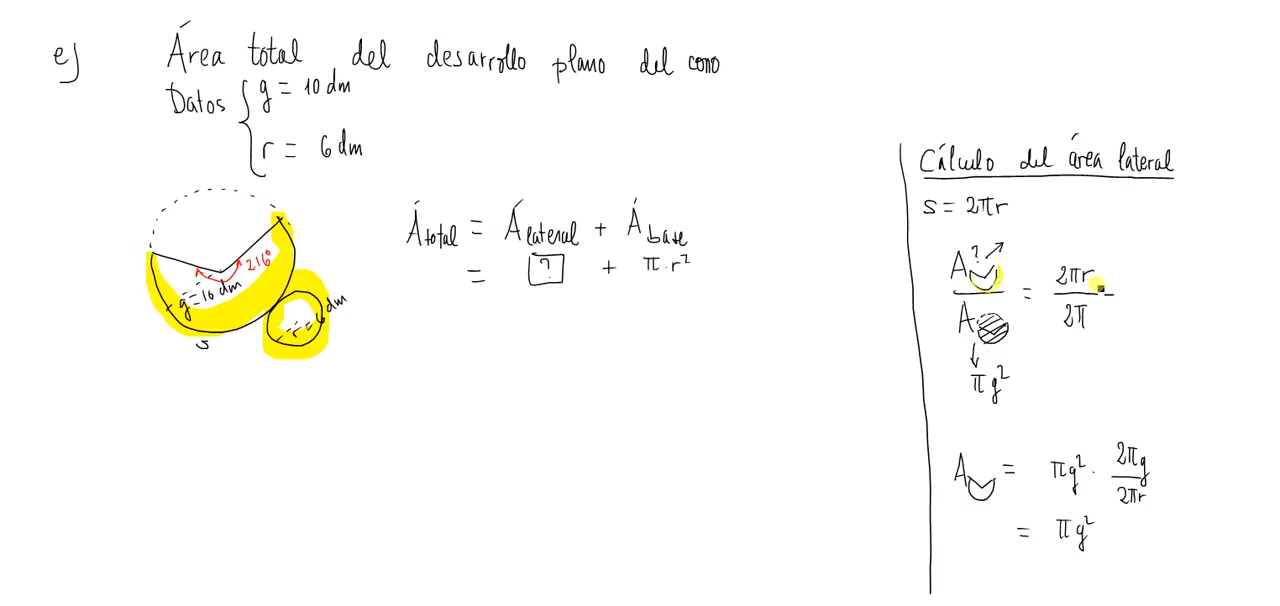 e) Área total del desarrollo plano del cono
Datos { g = 10 dm
r = 6 dm
216°
g = 10 dm
r = 6 dm
s
Átotal = Álateral + Ábase
= ? + π·r²
Cálculo del área lateral
s = 2πr
A ? / A = 2πr / 2π
πg²
A = πg² · 2πg / 2πr
= πg²